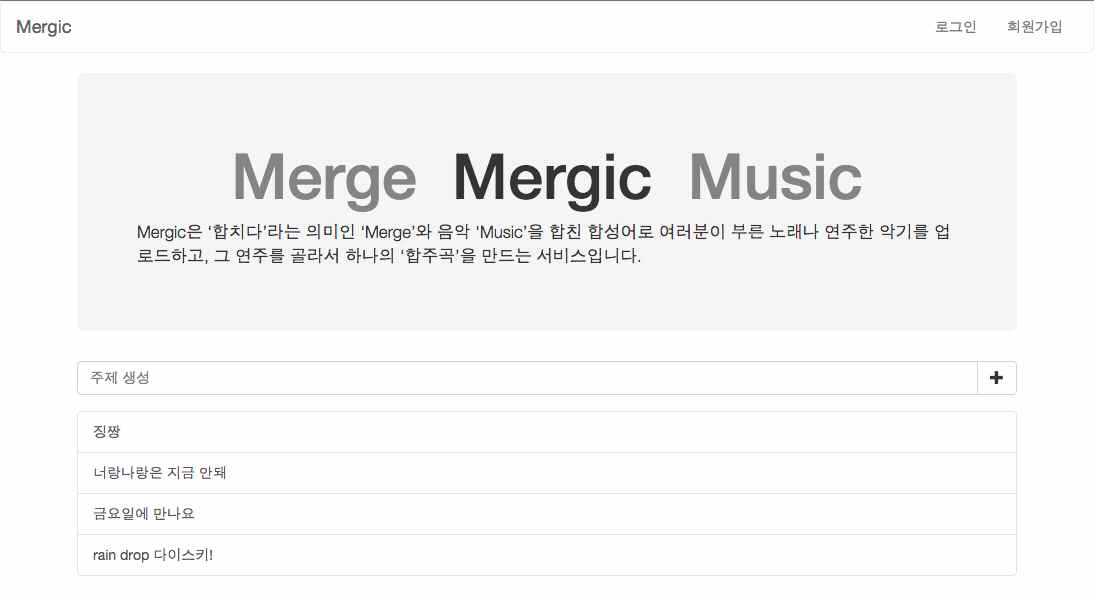 Mergic 로그인 회원가입
Merge Mergic Music
Mergic은 ‘합치다’라는 의미인 ‘Merge’와 음악 ‘Music’을 합친 합성어로 여러분이 부른 노래나 연주한 악기를 업
로드하고, 그 연주를 골라서 하나의 ‘합주곡’을 만드는 서비스입니다.
주제 생성
징짱
너랑나랑은 지금 안돼
금요일에 만나요
rain drop 다이스키!